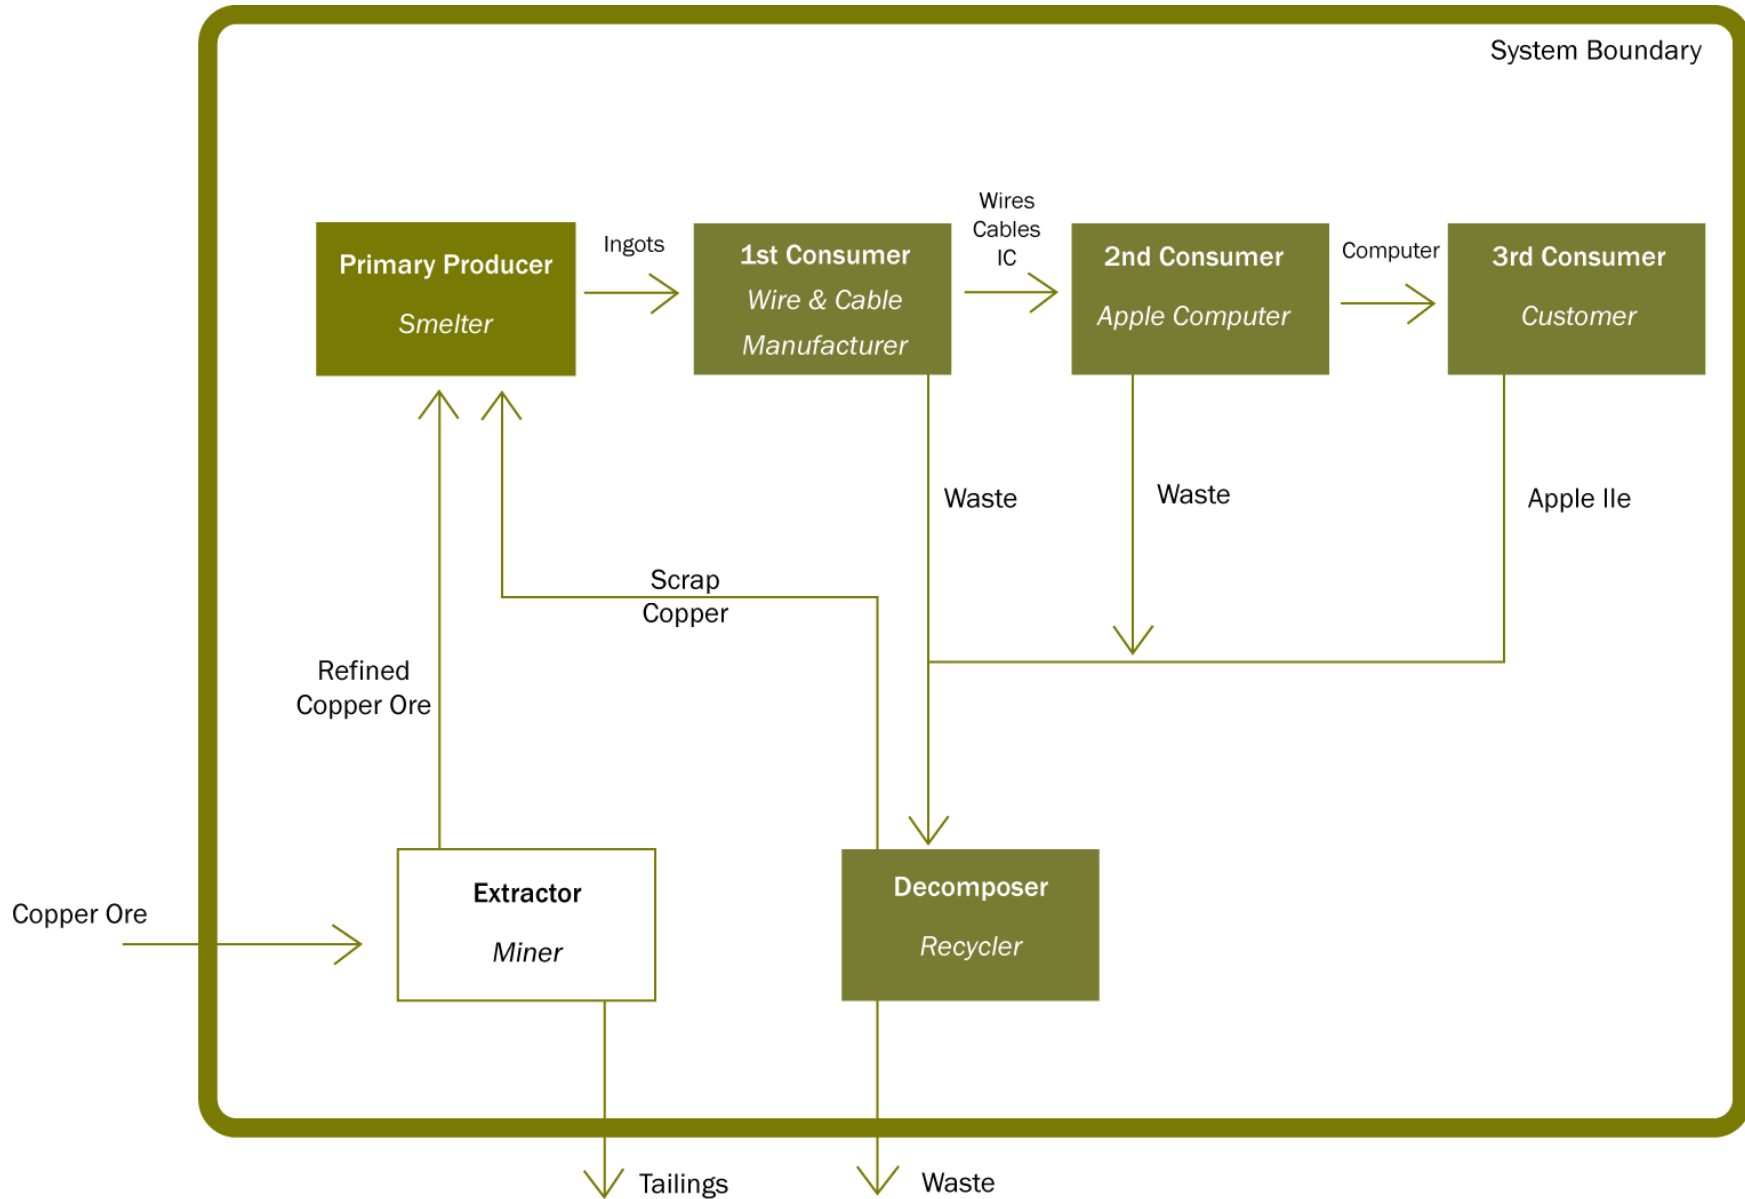 System Boundary
Primary Producer
Smelter
Ingots
1st Consumer
Wire & Cable
Manufacturer
Wires
Cables
IC
2nd Consumer
Apple Computer
Computer
3rd Consumer
Customer
Waste
Waste
Apple IIe
Scrap
Copper
Refined
Copper Ore
Copper Ore
Extractor
Miner
Decomposer
Recycler
Tailings
Waste